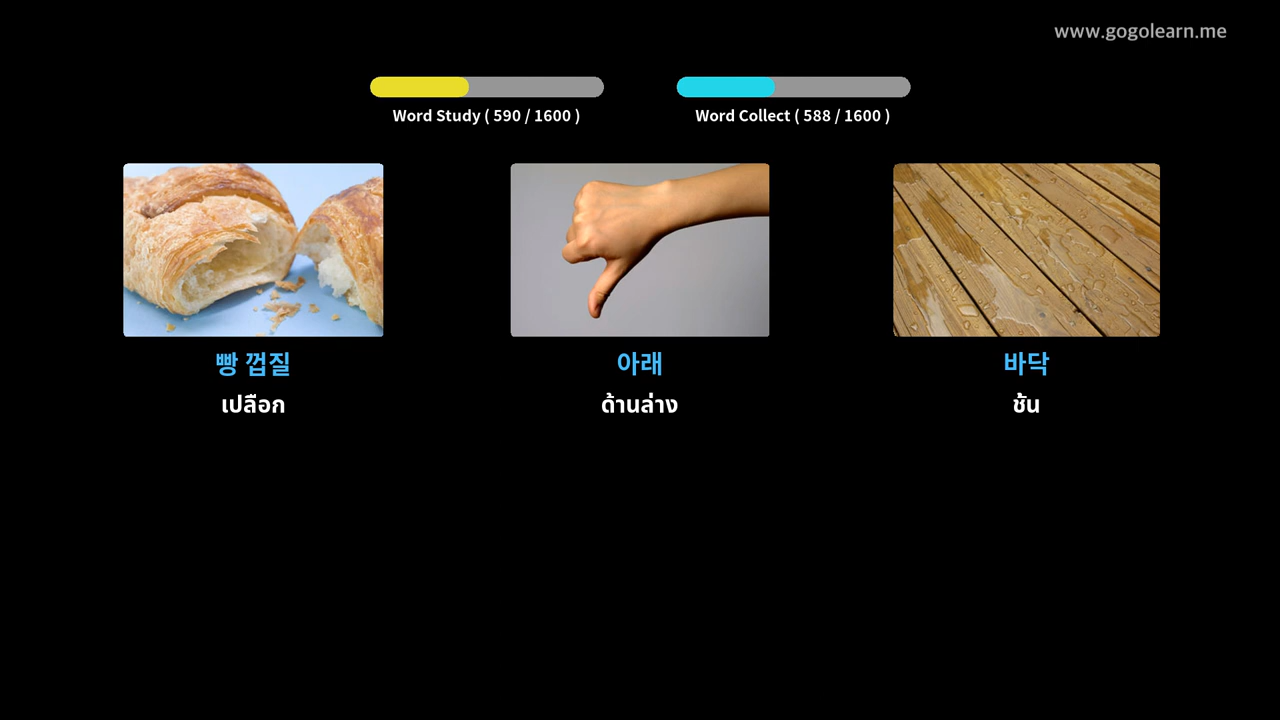 www.gogolearn.me
Word Study ( 590 / 1600 )
Word Collect ( 588 / 1600 )
빵 껍질
เปลือก
아래
ด้านล่าง
바닥
ชั้น